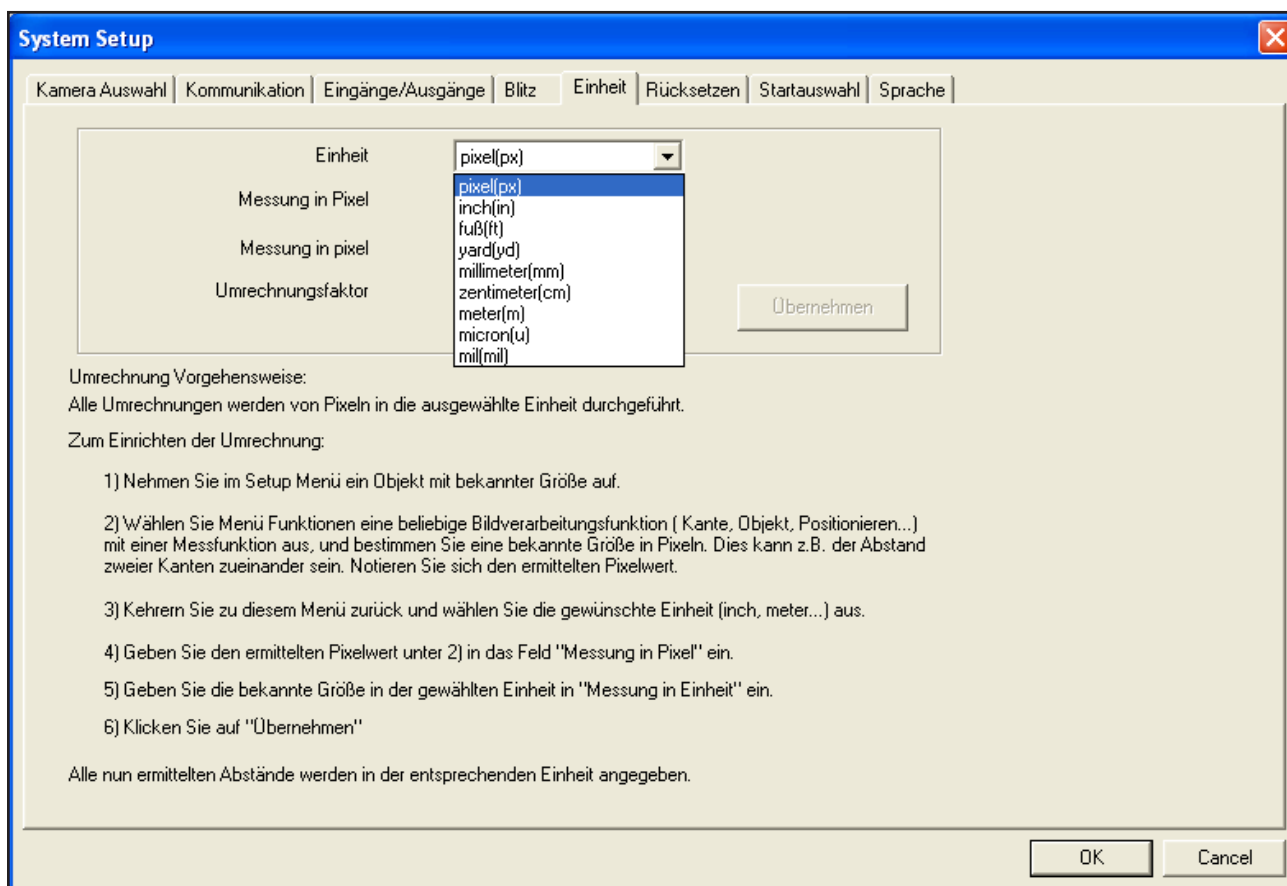 System Setup
Kamera Auswahl Kommunikation Eingänge/Ausgänge Blitz Einheit Rücksetzen Startauswahl Sprache
Einheit pixel(px)
pixel(px)
Messung in Pixel
inch(in)
fuß(ft)
Messung in pixel
yard(yd)
millimeter(mm)
Umrechnungsfaktor
zentimeter(cm)
Übernehmen
meter(m)
micron(u)
mil(mil)
Umrechnung Vorgehensweise:
Alle Umrechnungen werden von Pixeln in die ausgewählte Einheit durchgeführt.
Zum Einrichten der Umrechnung:
1) Nehmen Sie im Setup Menü ein Objekt mit bekannter Größe auf.
2) Wählen Sie Menü Funktionen eine beliebige Bildverarbeitungsfunktion ( Kante, Objekt, Positionieren...)
mit einer Messfunktion aus, und bestimmen Sie eine bekannte Größe in Pixeln. Dies kann z.B. der Abstand
zweier Kanten zueinander sein. Notieren Sie sich den ermittelten Pixelwert.
3) Kehrern Sie zu diesem Menü zurück und wählen Sie die gewünschte Einheit (inch, meter...) aus.
4) Geben Sie den ermittelten Pixelwert unter 2) in das Feld "Messung in Pixel" ein.
5) Geben Sie die bekannte Größe in der gewählten Einheit in "Messung in Einheit" ein.
6) Klicken Sie auf "Übernehmen"
Alle nun ermittelten Abstände werden in der entsprechenden Einheit angegeben.
OK Cancel